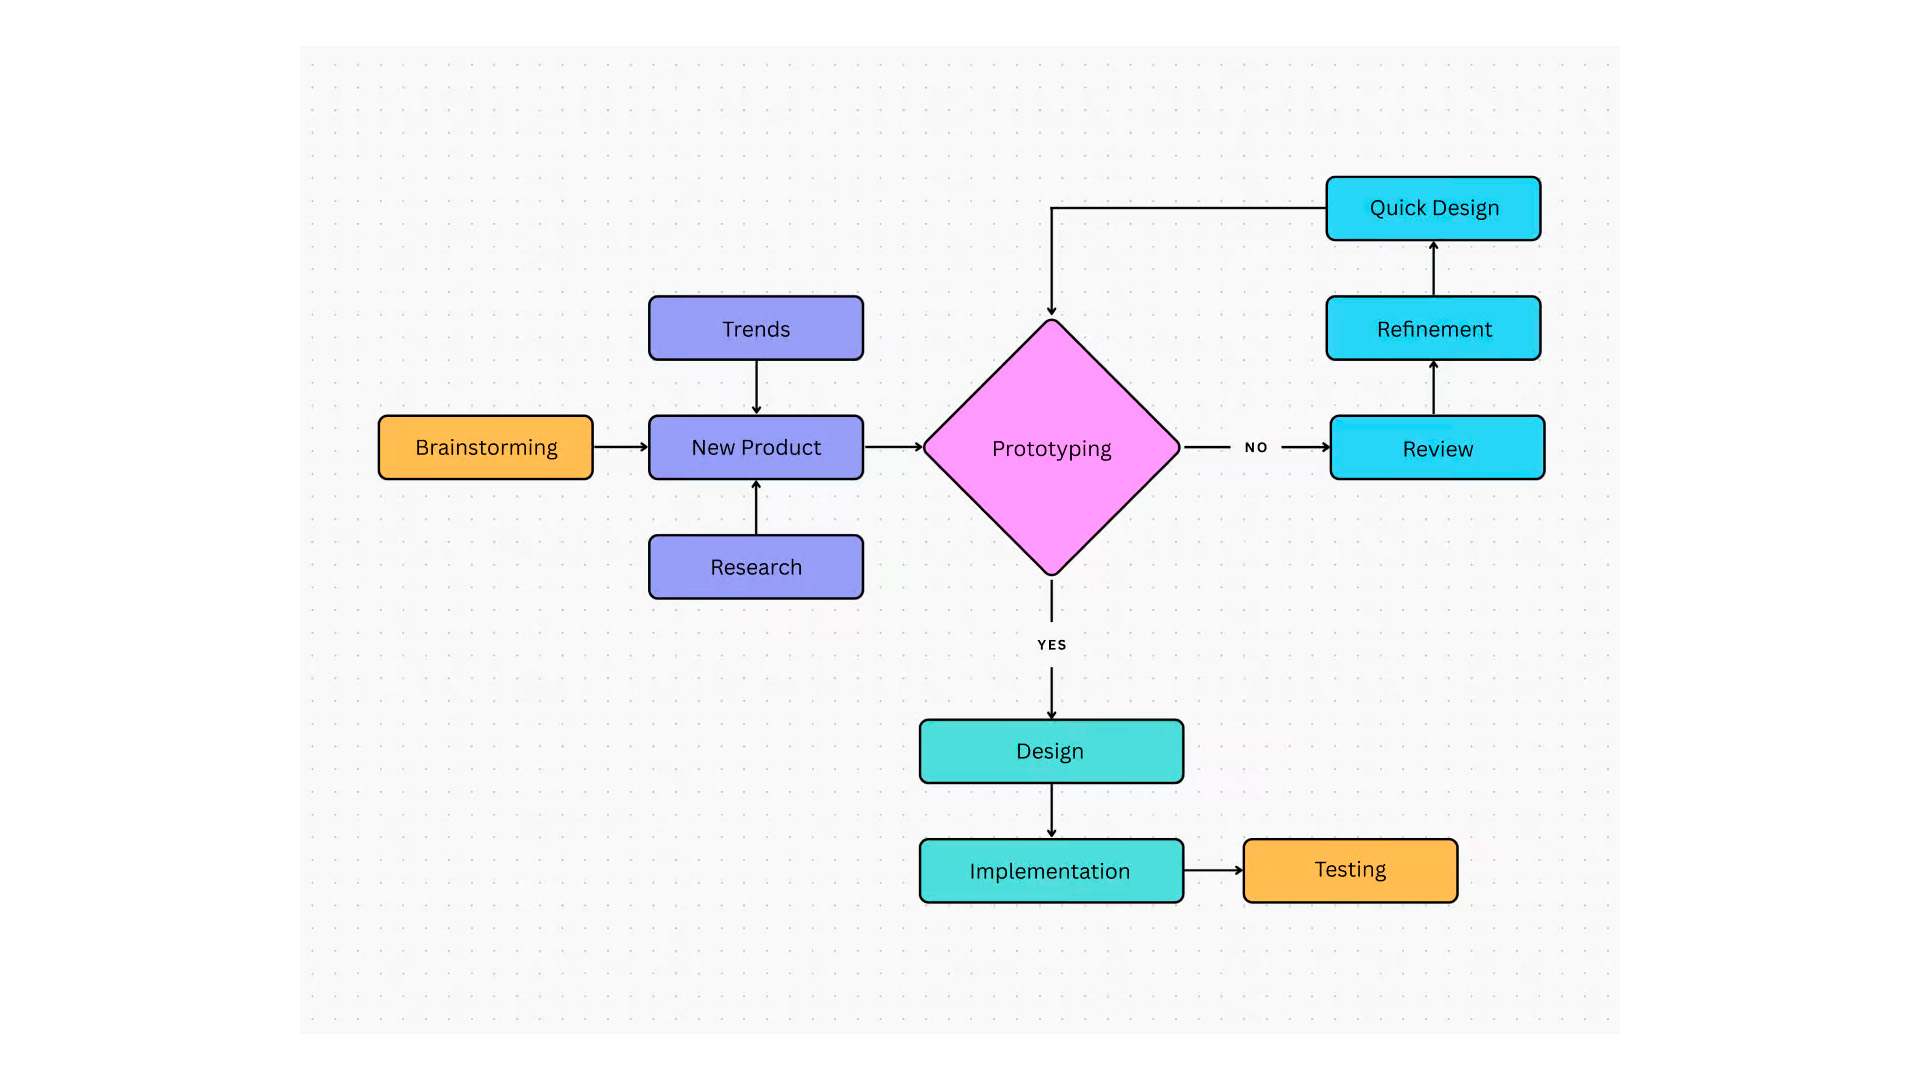 Quick Design
Trends
Refinement
Brainstorming
New Product
Prototyping
NO
Review
Research
YES
Design
Implementation
Testing